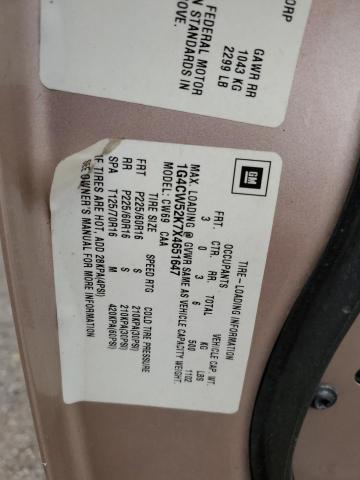 ORP
GAWR RR
1043 KG
2299 LB
FEDERAL MOTOR
N STANDARDS IN
OVE.
GM
TIRE-LOADING INFORMATION
OCCUPANTS VEHICLE CAP. WT.
FRT. CTR. RR. TOTAL KG LBS
3 0 3 6 500 1102
MAX. LOADING @ GVWR SAME AS VEHICLE CAPACITY WEIGHT.
1G4CW52K7X4651647
MODEL: CW69 CAA
TIRE SIZE SPEED RTG COLD TIRE PRESSURE
FRT P225/60R16 S 210KPA(30PSI)
RR P225/60R16 S 210KPA(30PSI)
SPA T125/70R16 M 420KPA(60PSI)
IF TIRES ARE HOT, ADD 28KPA(4PSI)
SEE OWNER'S MANUAL FOR MORE INFORMATION